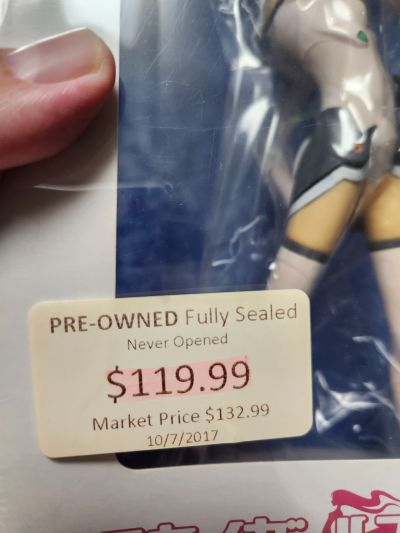 PRE-OWNED Fully Sealed
Never Opened
$119.99
Market Price $132.99
10/7/2017